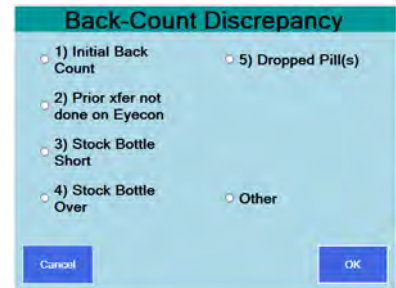 Back-Count Discrepancy
1) Initial Back
Count
2) Prior xfer not
done on Eyecon
3) Stock Bottle
Short
4) Stock Bottle
Over
5) Dropped Pill(s)
Other
Cancel
OK